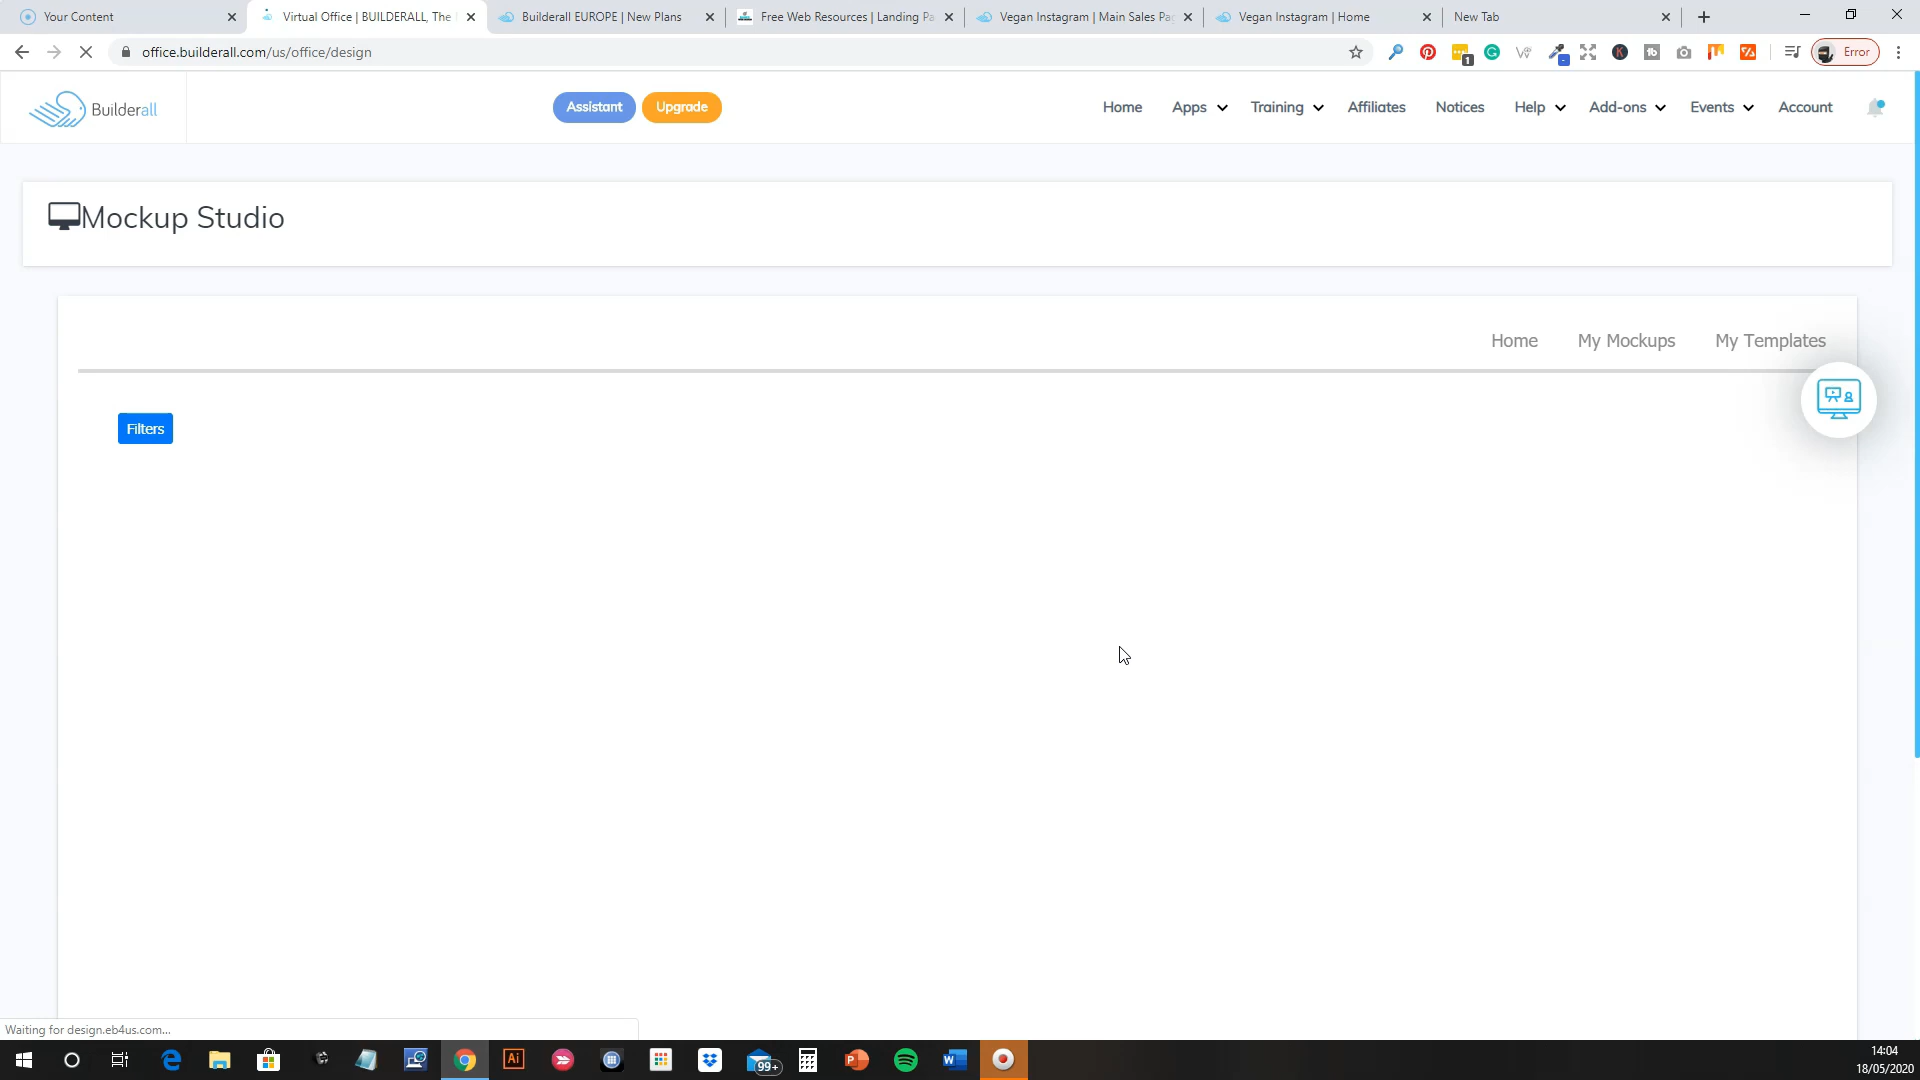 Your Content
Virtual Office | BUILDERALL, The
Builderall EUROPE | New Plans
Free Web Resources | Landing Pa
Vegan Instagram | Main Sales Pag
Vegan Instagram | Home
New Tab
office.builderall.com/us/office/design
1
Error
Builderall
Assistant
Upgrade
Home
Apps
Training
Affiliates
Notices
Help
Add-ons
Events
Account
Mockup Studio
Home
My Mockups
My Templates
Filters
Waiting for design.eb4us.com...
Ai
99+
14:04
18/05/2020